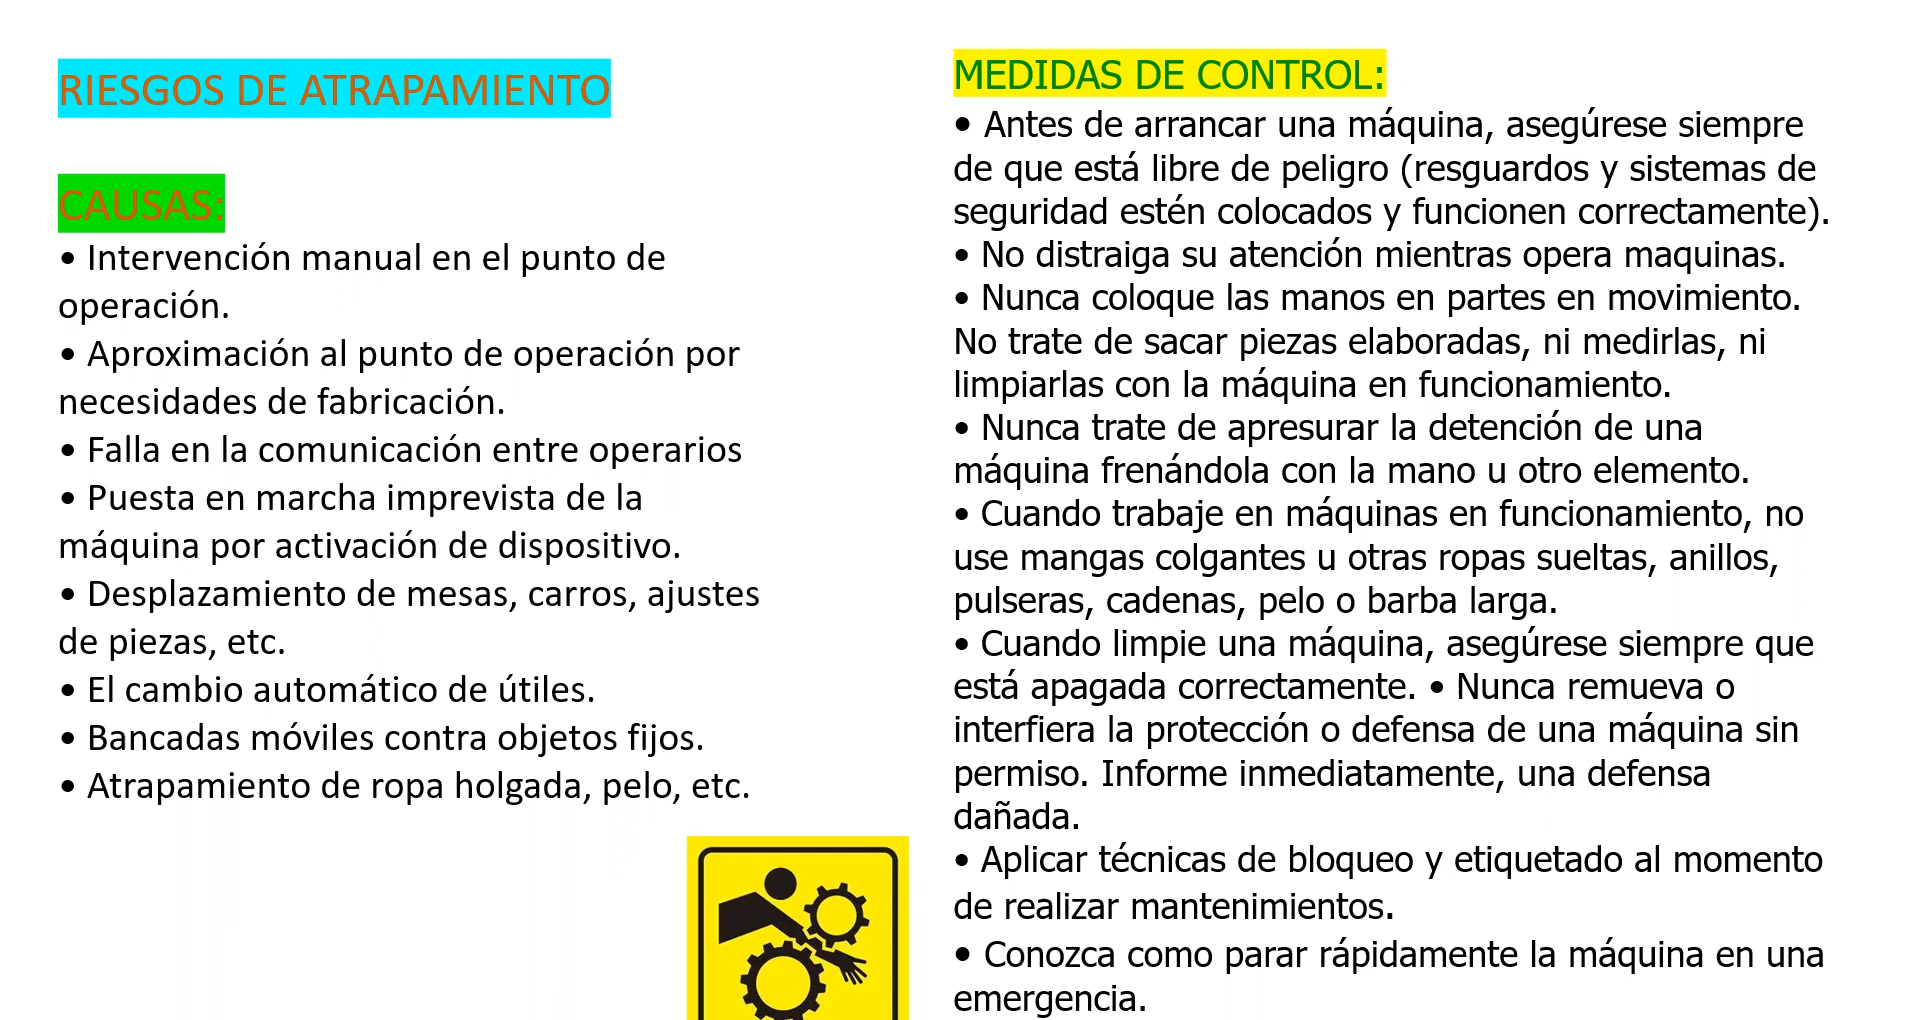 RIESGOS DE ATRAPAMIENTO
CAUSAS:
• Intervención manual en el punto de
operación.
• Aproximación al punto de operación por
necesidades de fabricación.
• Falla en la comunicación entre operarios
• Puesta en marcha imprevista de la
máquina por activación de dispositivo.
• Desplazamiento de mesas, carros, ajustes
de piezas, etc.
• El cambio automático de útiles.
• Bancadas móviles contra objetos fijos.
• Atrapamiento de ropa holgada, pelo, etc.
MEDIDAS DE CONTROL:
• Antes de arrancar una máquina, asegúrese siempre
de que está libre de peligro (resguardos y sistemas de
seguridad estén colocados y funcionen correctamente).
• No distraiga su atención mientras opera maquinas.
• Nunca coloque las manos en partes en movimiento.
No trate de sacar piezas elaboradas, ni medirlas, ni
limpiarlas con la máquina en funcionamiento.
• Nunca trate de apresurar la detención de una
máquina frenándola con la mano u otro elemento.
• Cuando trabaje en máquinas en funcionamiento, no
use mangas colgantes u otras ropas sueltas, anillos,
pulseras, cadenas, pelo o barba larga.
• Cuando limpie una máquina, asegúrese siempre que
está apagada correctamente. • Nunca remueva o
interfiera la protección o defensa de una máquina sin
permiso. Informe inmediatamente, una defensa
dañada.
• Aplicar técnicas de bloqueo y etiquetado al momento
de realizar mantenimientos.
• Conozca como parar rápidamente la máquina en una
emergencia.